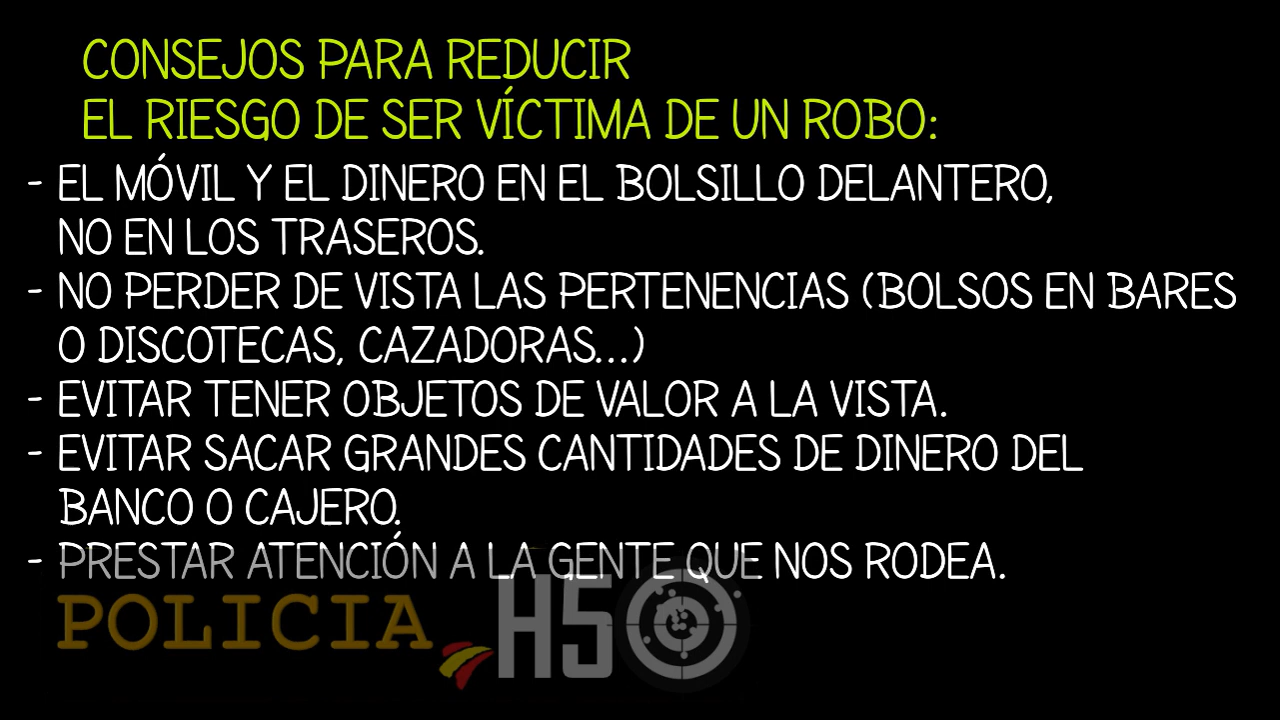 CONSEJOS PARA REDUCIR
EL RIESGO DE SER VÍCTIMA DE UN ROBO:
- EL MÓVIL Y EL DINERO EN EL BOLSILLO DELANTERO,
NO EN LOS TRASEROS.
- NO PERDER DE VISTA LAS PERTENENCIAS (BOLSOS EN BARES
O DISCOTECAS, CAZADORAS...)
- EVITAR TENER OBJETOS DE VALOR A LA VISTA.
- EVITAR SACAR GRANDES CANTIDADES DE DINERO DEL
BANCO O CAJERO.
- PRESTAR ATENCIÓN A LA GENTE QUE NOS RODEA.
POLICIA H50